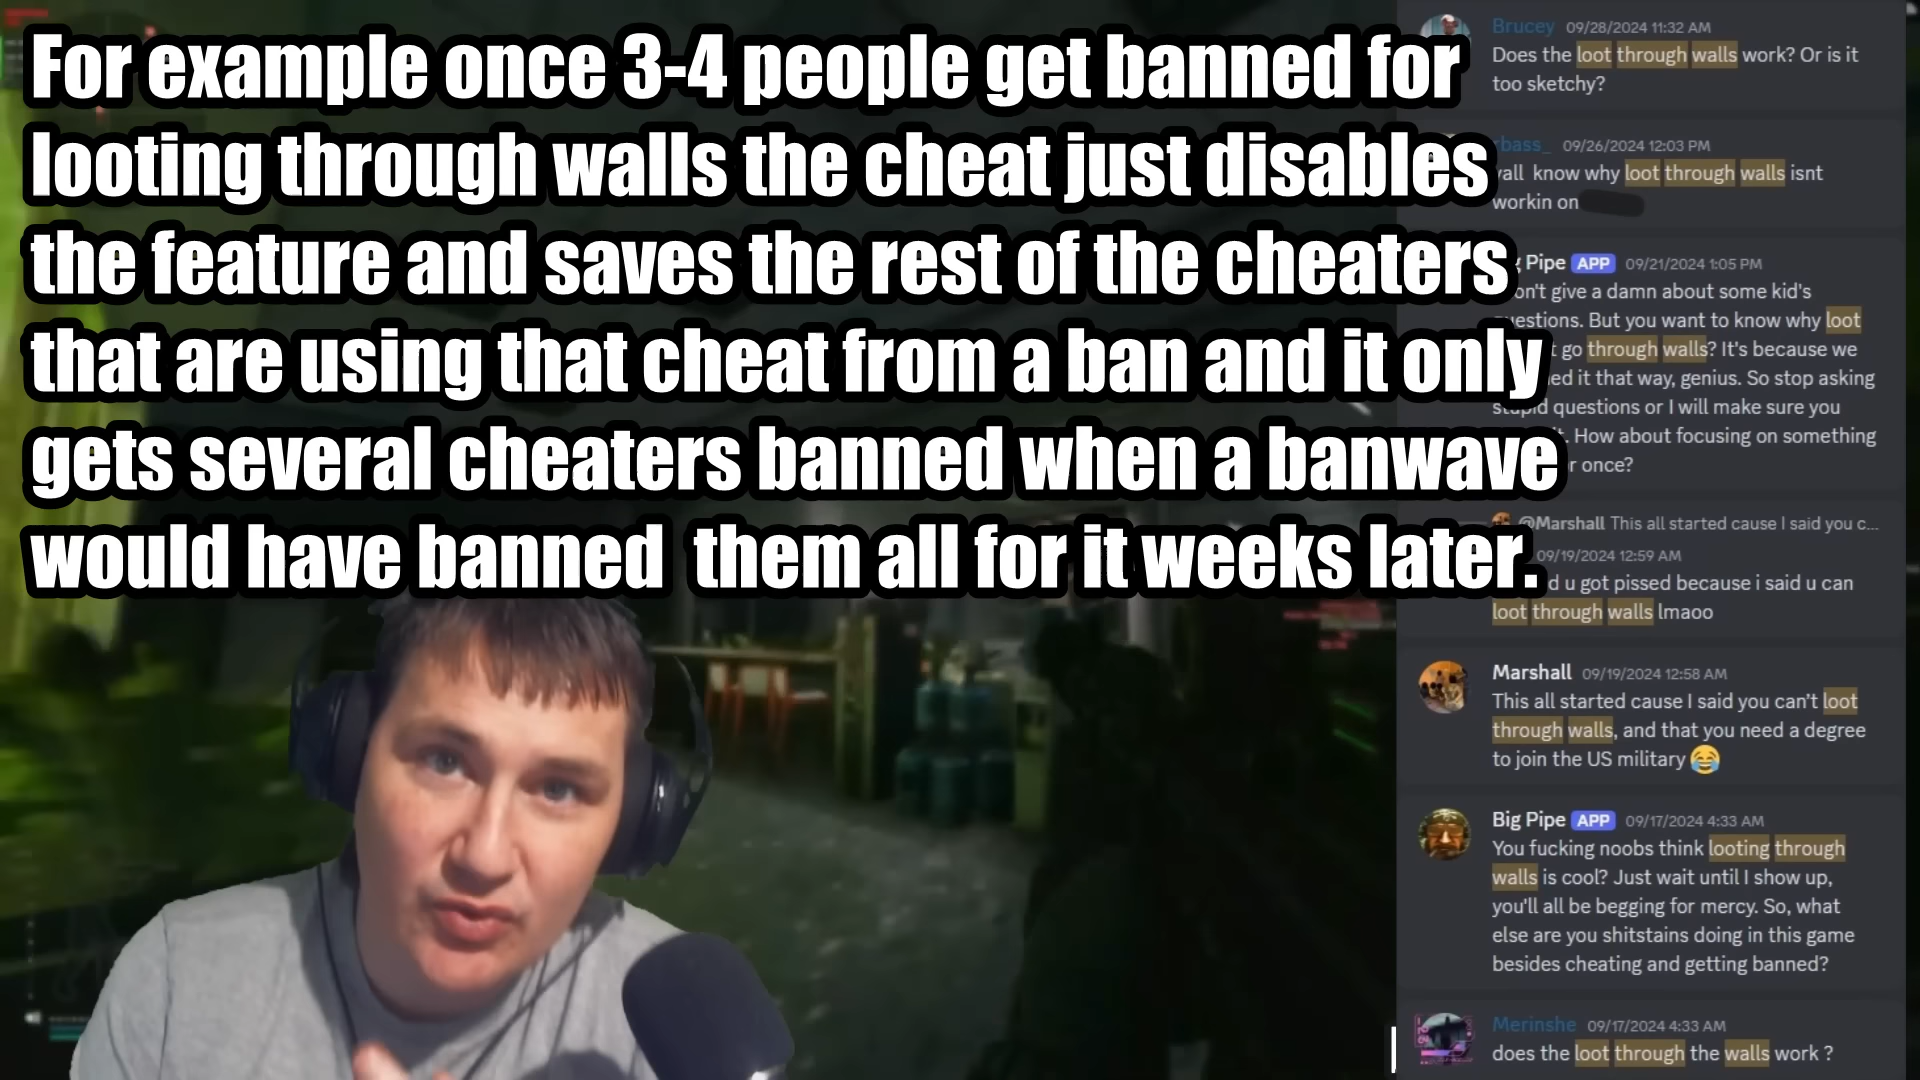 For example once 3-4 people get banned for
looting through walls the cheat just disables
the feature and saves the rest of the cheaters
that are using that cheat from a ban and it only
gets several cheaters banned when a banwave
would have banned  them all for it weeks later.
Brucey 09/28/2024 11:32 AM
Does the loot through walls work? Or is it
too sketchy?
rbass_ 09/26/2024 12:03 PM
know why loot through walls isnt
workin on
Pipe APP 09/21/2024 1:05 PM
give a damn about some kid's
questions. But you want to know why loot
go through walls? It's because we
it that way, genius. So stop asking
stupid questions or I will make sure you
How about focusing on something
once?
@Marshall This all started cause I said you c...
09/19/2024 12:59 AM
u got pissed because i said u can
loot through walls lmaoo
Marshall 09/19/2024 12:58 AM
This all started cause I said you can't loot
through walls, and that you need a degree
to join the US military 😂
Big Pipe APP 09/17/2024 4:33 AM
You fucking noobs think looting through
walls is cool? Just wait until I show up,
you'll all be begging for mercy. So, what
else are you shitstains doing in this game
besides cheating and getting banned?
Merinshe 09/17/2024 4:33 AM
does the loot through the walls work ?